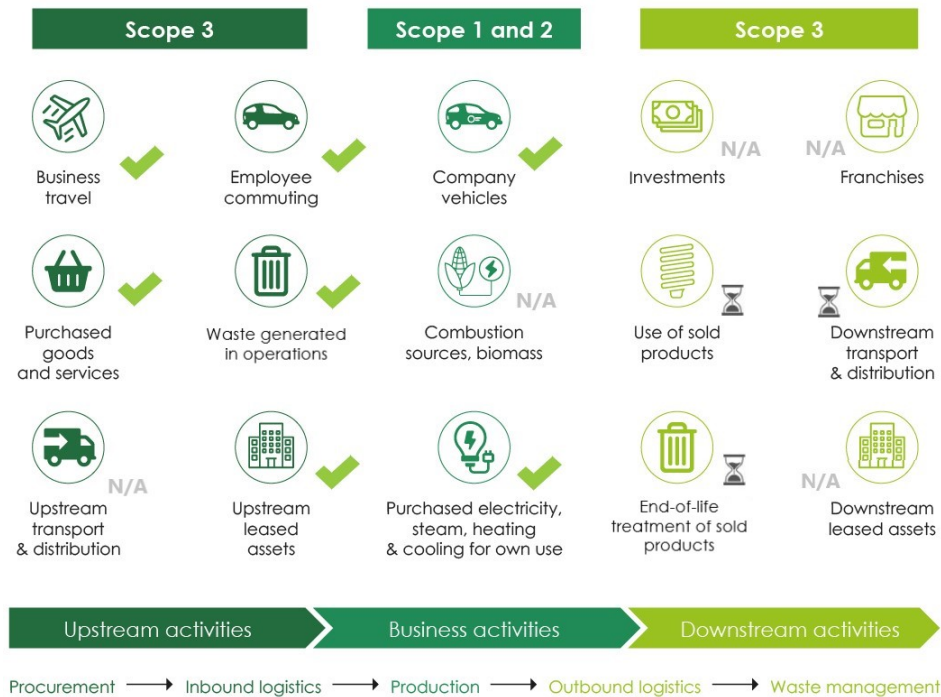 Scope 3
Scope 1 and 2
Scope 3
Business
travel
Employee
commuting
Company
vehicles
N/A
Investments
N/A
Franchises
Purchased
goods
and services
Waste generated
in operations
N/A
Combustion
sources, biomass
Use of sold
products
Downstream
transport
& distribution
N/A
Upstream
transport
& distribution
Upstream
leased
assets
Purchased electricity,
steam, heating
& cooling for own use
End-of-life
treatment of sold
products
N/A
Downstream
leased assets
Upstream activities
Business activities
Downstream activities
Procurement
Inbound logistics
Production
Outbound logistics
Waste management